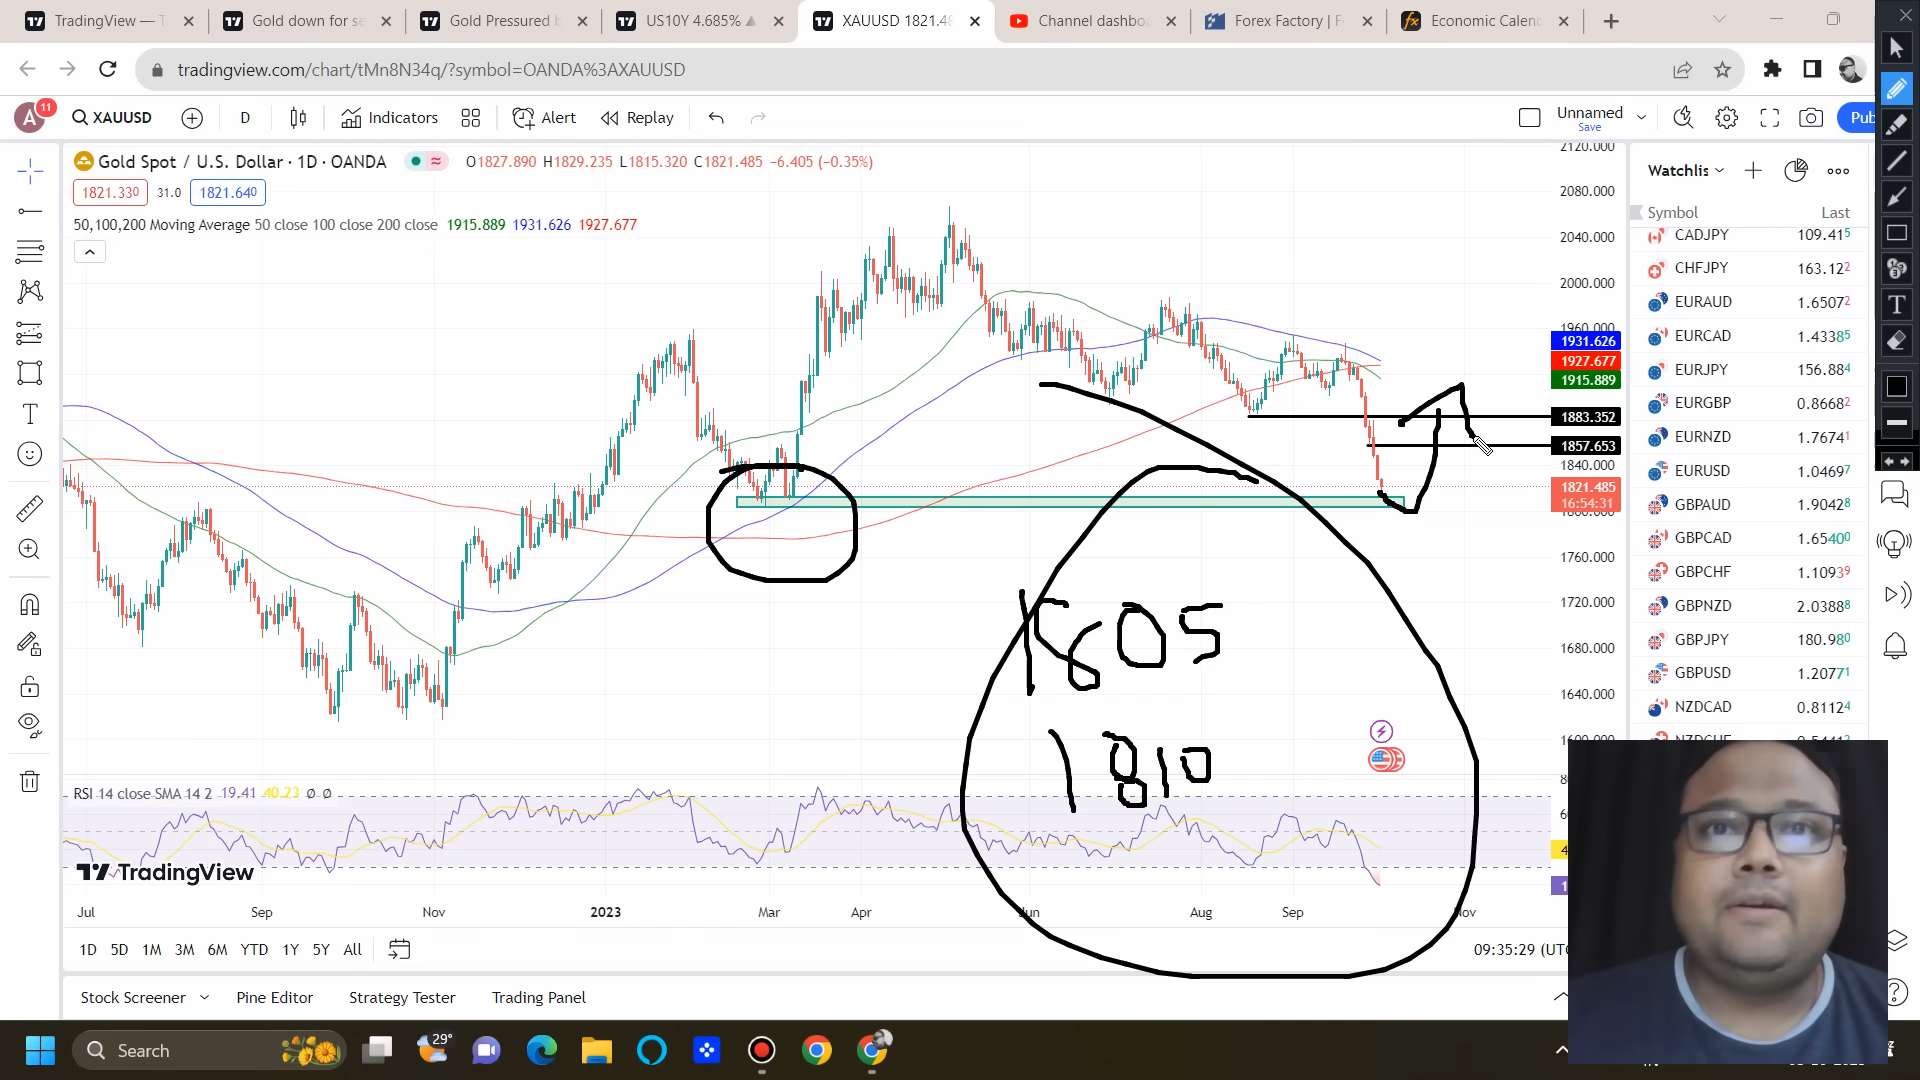 TradingView — T
Gold down for se
Gold Pressured b
US10Y 4.685% ▲
XAUUSD 1821.48
Channel dashbo
Forex Factory | F
Economic Calen
tradingview.com/chart/tMn8N34q/?symbol=OANDA%3AXAUUSD
A 11
XAUUSD
D
Indicators
Alert
Replay
Unnamed
Save
Pub
Gold Spot / U.S. Dollar · 1D · OANDA
O1827.890 H1829.235 L1815.320 C1821.485 −6.405 (−0.35%)
1821.330 31.0 1821.640
50,100,200 Moving Average 50 close 100 close 200 close 1915.889 1931.626 1927.677
2120.000
2080.000
2040.000
2000.000
1960.000
1931.626
1927.677
1915.889
1883.352
1857.653
1840.000
1821.485
16:54:31
1800.000
1760.000
1720.000
1680.000
1640.000
1600.000
1805
1810
RSI 14 close SMA 14 2 19.41 40.23 ∅ ∅
TradingView
Jul Sep Nov 2023 Mar Apr Jun Aug Sep Nov
1D 5D 1M 3M 6M YTD 1Y 5Y All
09:35:29 (UTC
Stock Screener
Pine Editor
Strategy Tester
Trading Panel
Watchlis
Symbol Last
CADJPY 109.415
CHFJPY 163.122
EURAUD 1.65072
EURCAD 1.43385
EURJPY 156.884
EURGBP 0.86682
EURNZD 1.76741
EURUSD 1.04697
GBPAUD 1.90428
GBPCAD 1.65400
GBPCHF 1.10939
GBPNZD 2.03888
GBPJPY 180.980
GBPUSD 1.20771
NZDCAD 0.81124
Search
29°